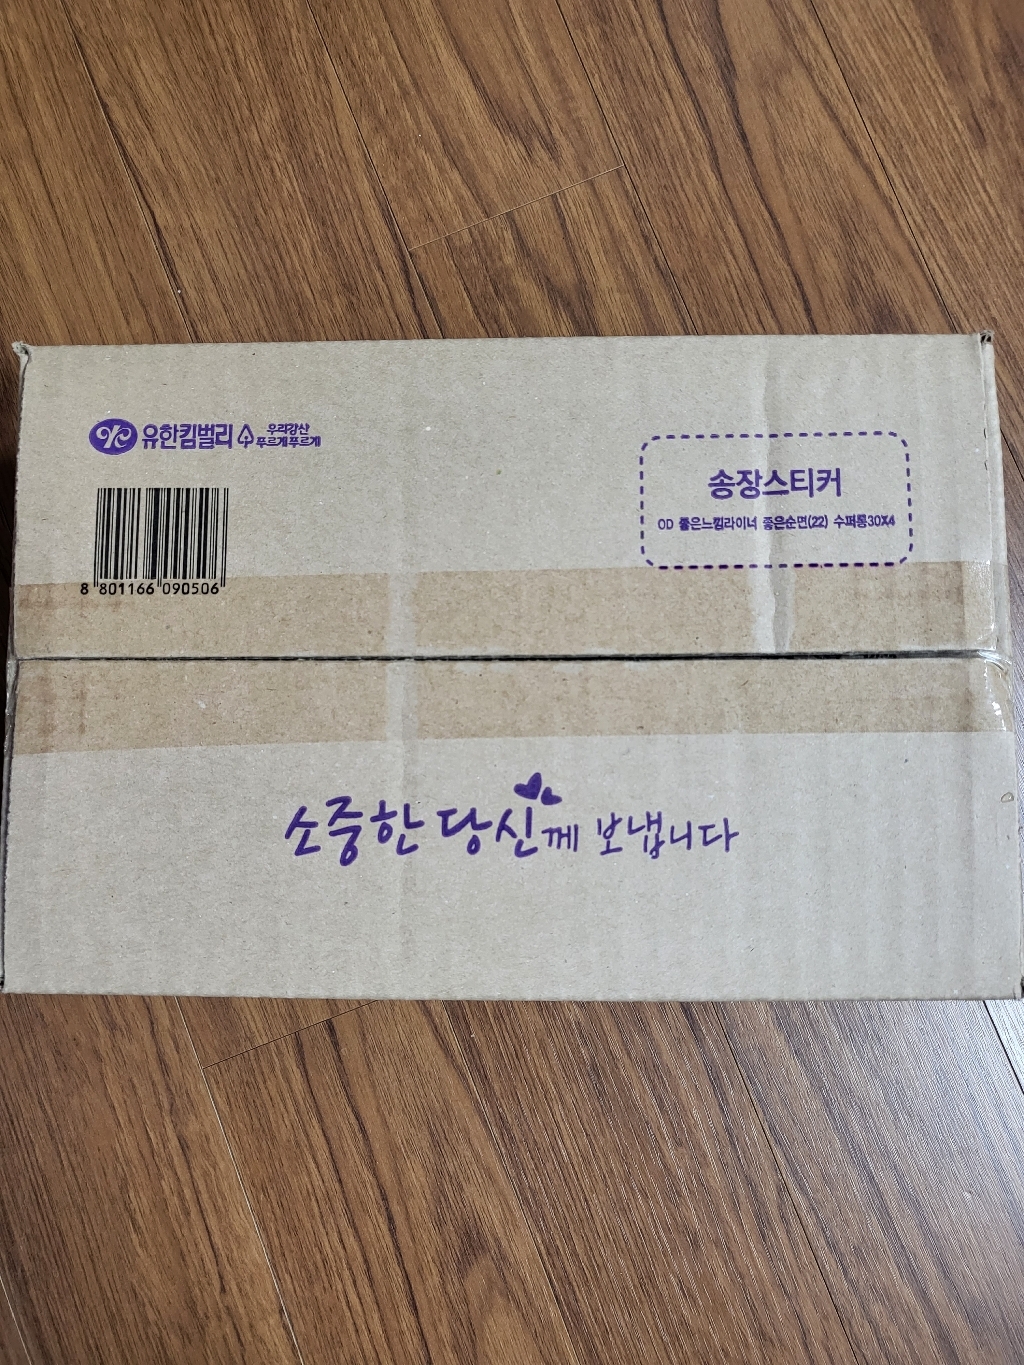 유한킴벌리 우리강산 푸르게푸르게
8 801166 090506
송장스티커
OD 좋은느낌라이너 좋은순면(22) 수퍼롱30X4
소중한 당신께 보냅니다